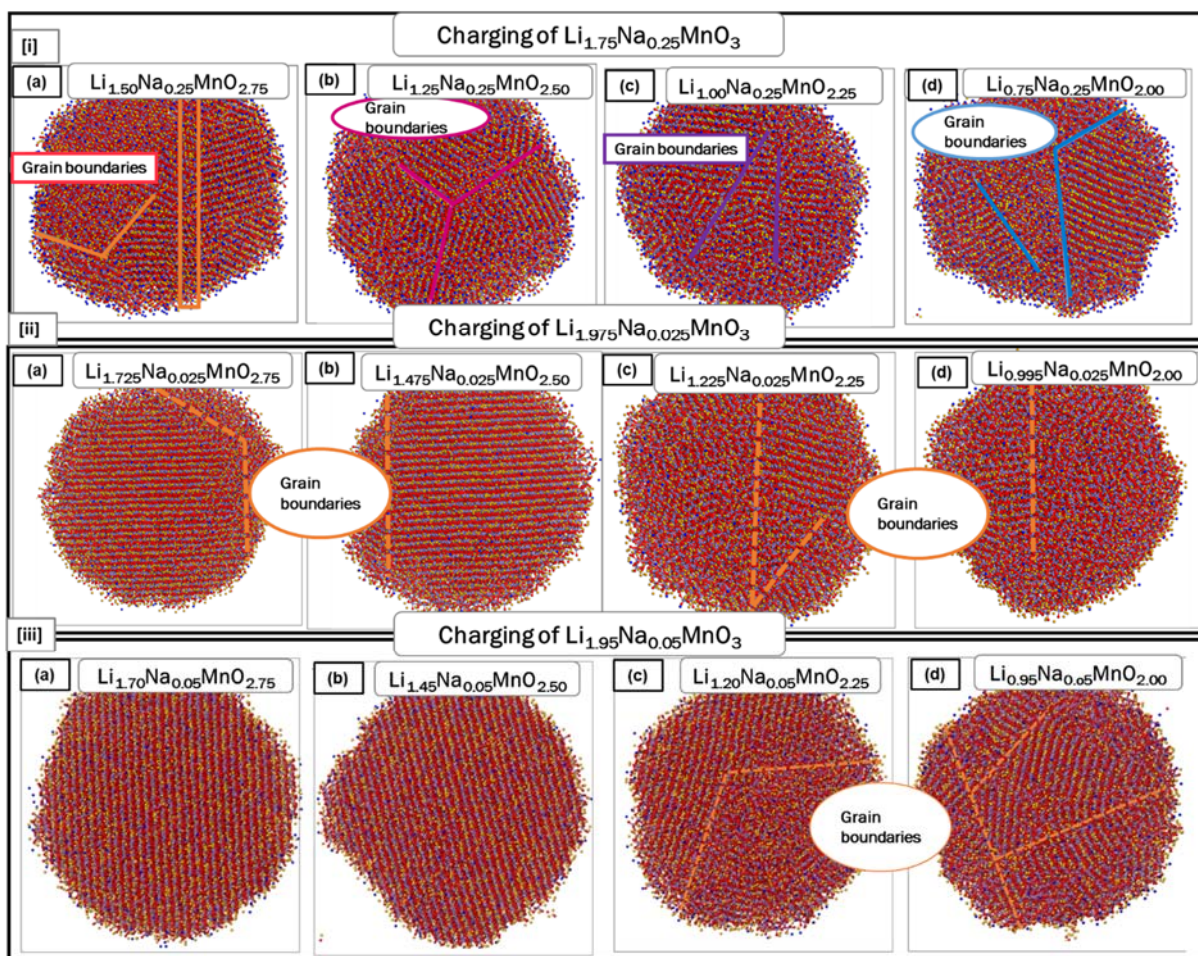 [i]
Charging of Li1.75Na0.25MnO3
(a)
Li1.50Na0.25MnO2.75
(b)
Li1.25Na0.25MnO2.50
(c)
Li1.00Na0.25MnO2.25
(d)
Li0.75Na0.25MnO2.00
Grain boundaries
Grain
boundaries
Grain boundaries
Grain
boundaries
[ii]
Charging of Li1.975Na0.025MnO3
(a)
Li1.725Na0.025MnO2.75
(b)
Li1.475Na0.025MnO2.50
(c)
Li1.225Na0.025MnO2.25
(d)
Li0.995Na0.025MnO2.00
Grain
boundaries
Grain
boundaries
[iii]
Charging of Li1.95Na0.05MnO3
(a)
Li1.70Na0.05MnO2.75
(b)
Li1.45Na0.05MnO2.50
(c)
Li1.20Na0.05MnO2.25
(d)
Li0.95Na0.05MnO2.00
Grain
boundaries